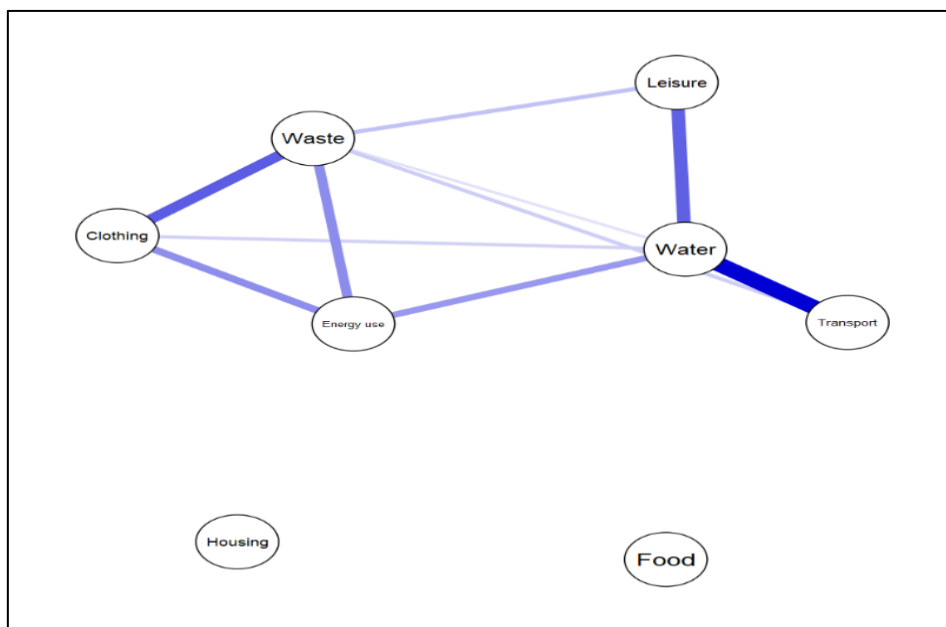 Leisure
Waste
Clothing
Water
Energy use
Transport
Housing
Food